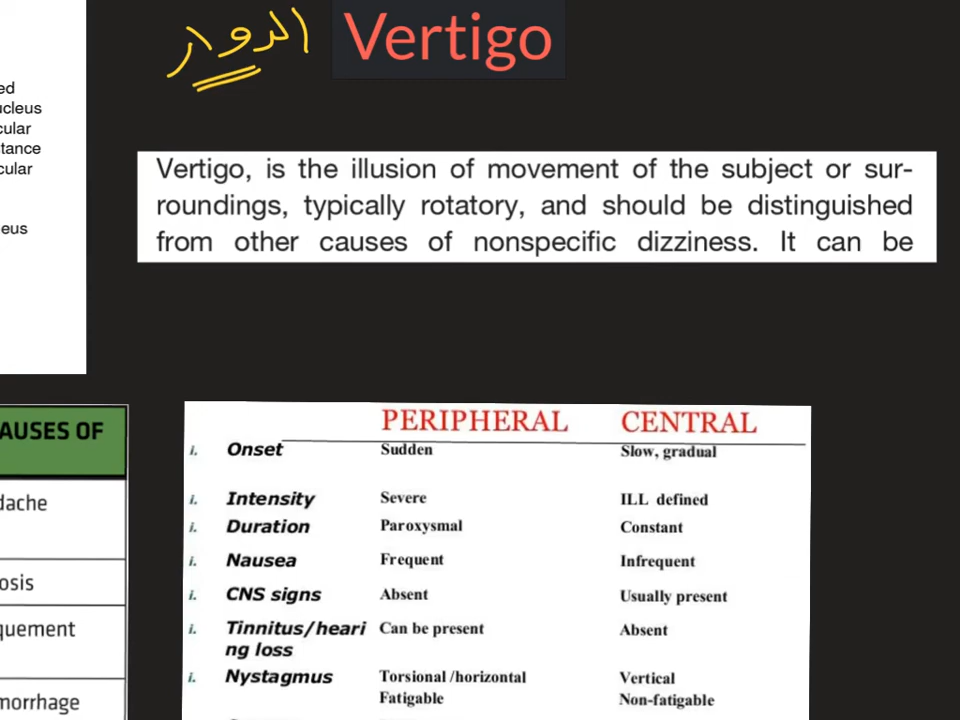 الدوار Vertigo
ed
ucleus
cular
tance
cular
eus
Vertigo, is the illusion of movement of the subject or sur-
roundings, typically rotatory, and should be distinguished
from other causes of nonspecific dizziness. It can be
AUSES OF
dache
osis
quement
morrhage
PERIPHERAL CENTRAL
i. Onset Sudden Slow, gradual
i. Intensity Severe ILL defined
i. Duration Paroxysmal Constant
i. Nausea Frequent Infrequent
i. CNS signs Absent Usually present
i. Tinnitus/heari Can be present Absent
ng loss
i. Nystagmus Torsional /horizontal Vertical
Fatigable Non-fatigable